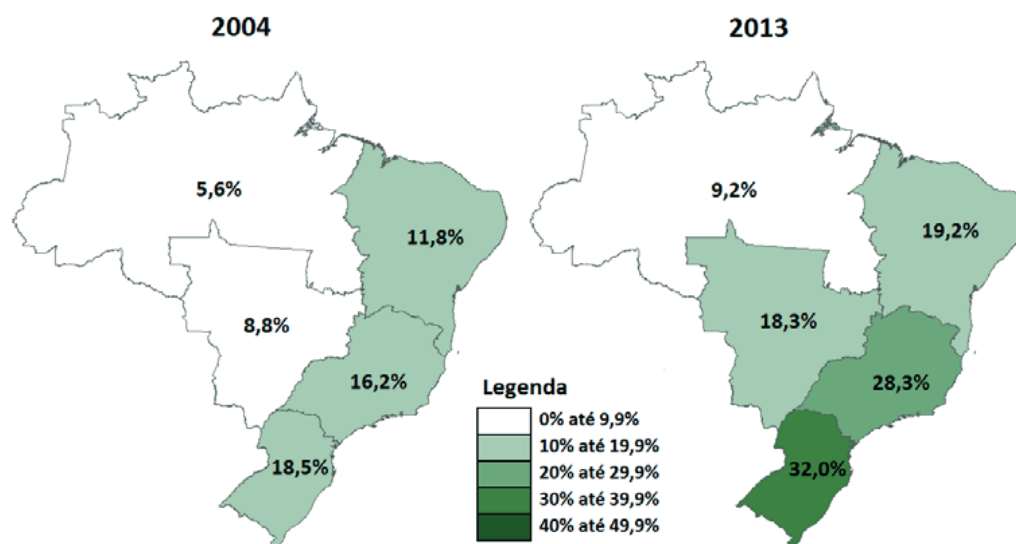 2004
5,6%
11,8%
8,8%
16,2%
18,5%
2013
9,2%
19,2%
18,3%
28,3%
32,0%
Legenda
0% até 9,9%
10% até 19,9%
20% até 29,9%
30% até 39,9%
40% até 49,9%